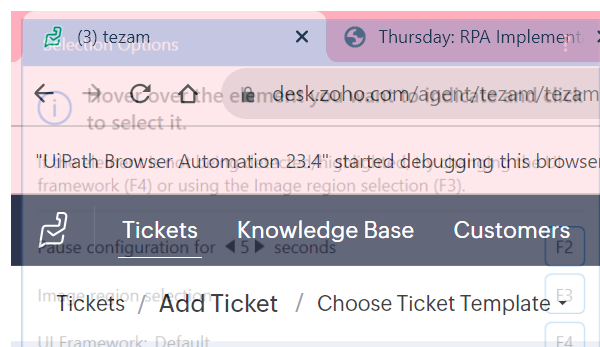 (3) tezam
Thursday: RPA Implement
Selection Options
desk.zoho.com/agent/tezam/tezam
Hover over the elements you want to indicate and click
to select it.
"UiPath Browser Automation 23.4" started debugging this browser
framework (F4) or using the Image region selection (F3).
Tickets Knowledge Base Customers
Pause configuration for 5 seconds F2
Tickets / Add Ticket / Choose Ticket Template
Image region selection F3
UI Framework: Default F4